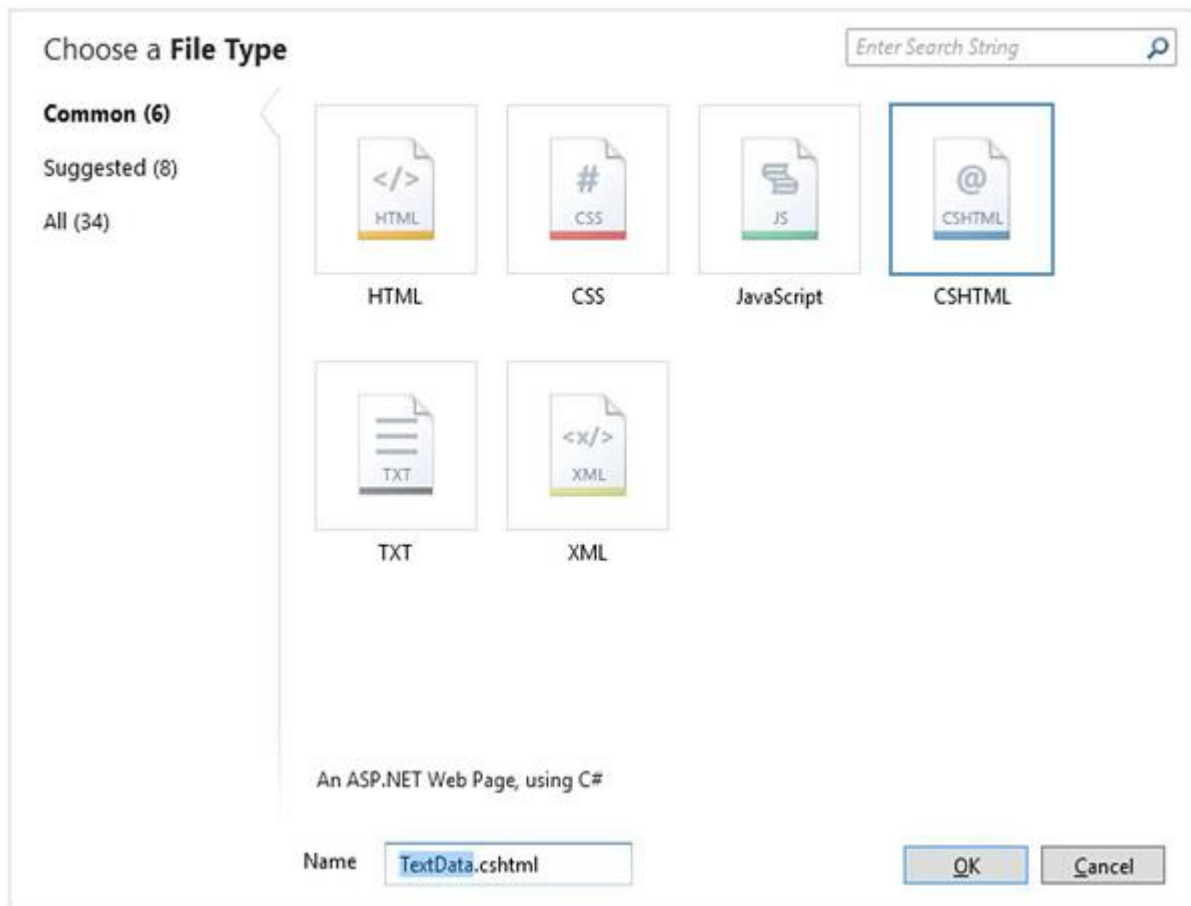 Choose a File Type
Enter Search String
Common (6)
Suggested (8)
All (34)
</>
HTML
HTML
#
CSS
CSS
JS
JavaScript
@
CSHTML
CSHTML
TXT
TXT
<x/>
XML
XML
An ASP.NET Web Page, using C#
Name
TextData.cshtml
OK
Cancel